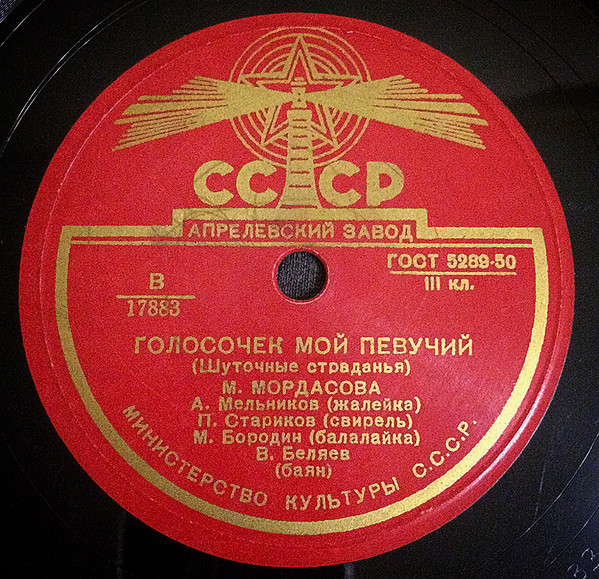 СССР
АПРЕЛЕВСКИЙ ЗАВОД
ГОСТ 5289-50
III кл.
В
17883
ГОЛОСОЧЕК МОЙ ПЕВУЧИЙ
(Шуточные страданья)
М. МОРДАСОВА
А. Мельников (жалейка)
П. Стариков (свирель)
М. Бородин (балалайка)
В. Беляев
(баян)
МИНИСТЕРСТВО КУЛЬТУРЫ С.С.С.Р.